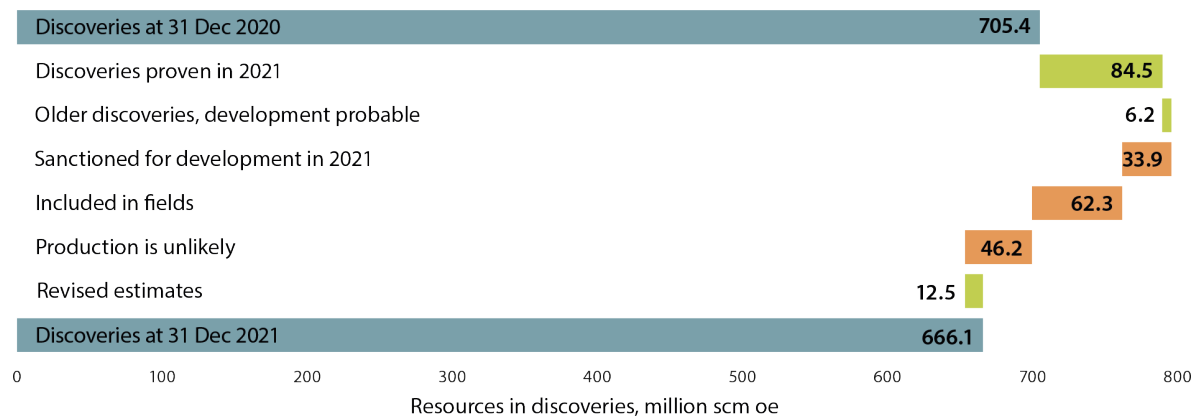 Discoveries at 31 Dec 2020 705.4
Discoveries proven in 2021 84.5
Older discoveries, development probable 6.2
Sanctioned for development in 2021 33.9
Included in fields 62.3
Production is unlikely 46.2
Revised estimates 12.5
Discoveries at 31 Dec 2021 666.1
0 100 200 300 400 500 600 700 800
Resources in discoveries, million scm oe